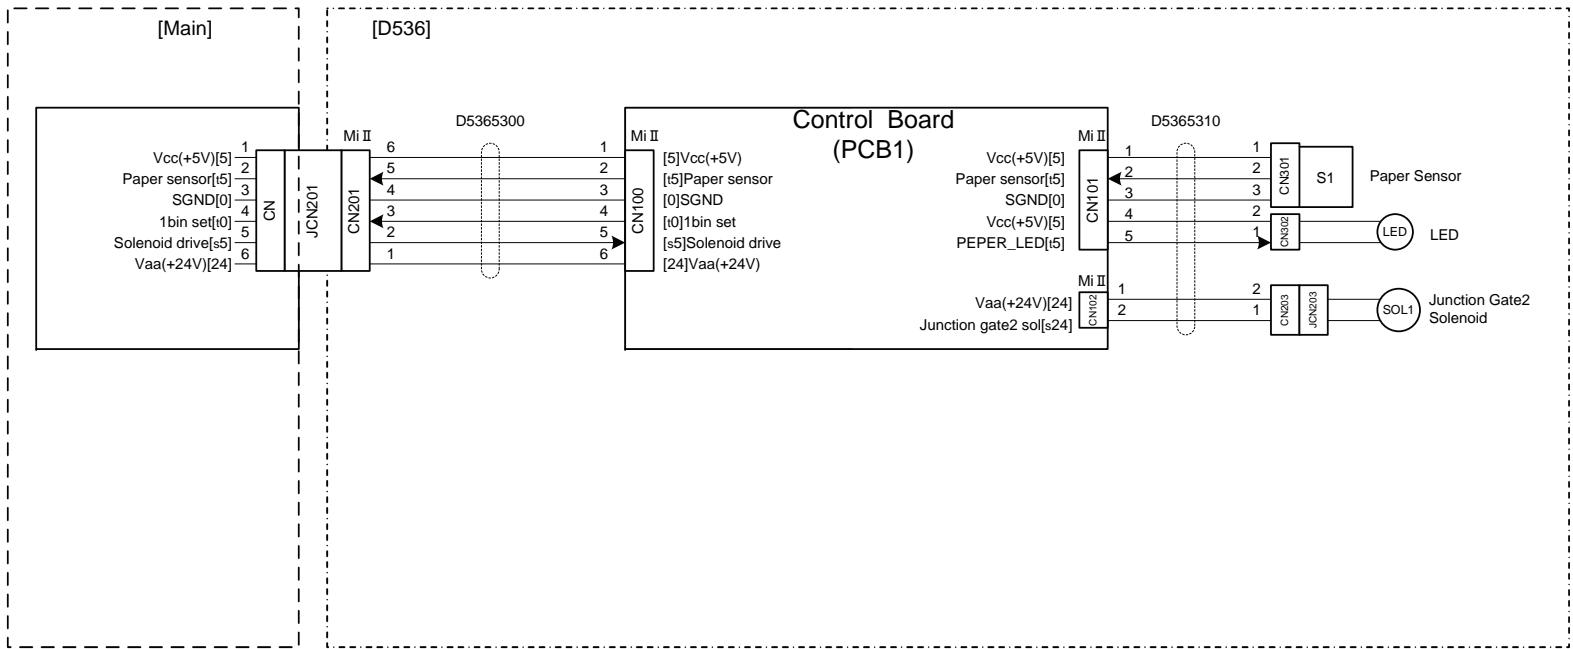 [Main]
[D536]
D5365300
Control Board
(PCB1)
D5365310
Mi II
Mi II
Mi II
Vcc(+5V)[5] 1
Paper sensor[t5] 2
SGND[0] 3
1bin set[t0] 4
Solenoid drive[s5] 5
Vaa(+24V)[24] 6
CN
JCN201
CN201
6 1
5 2
4 3
3 4
2 5
1 6
CN100
[5]Vcc(+5V)
[t5]Paper sensor
[0]SGND
[t0]1bin set
[s5]Solenoid drive
[24]Vaa(+24V)
Vcc(+5V)[5]
Paper sensor[t5]
SGND[0]
Vcc(+5V)[5]
PEPER_LED[t5]
CN101
1 1
2 2
3 3
4 2
5 1
CN301
S1
Paper Sensor
CN302
LED
LED
Mi II
Vaa(+24V)[24]
Junction gate2 sol[s24]
CN102
1 2
2 1
CN203
JCN203
SOL1
Junction Gate2
Solenoid